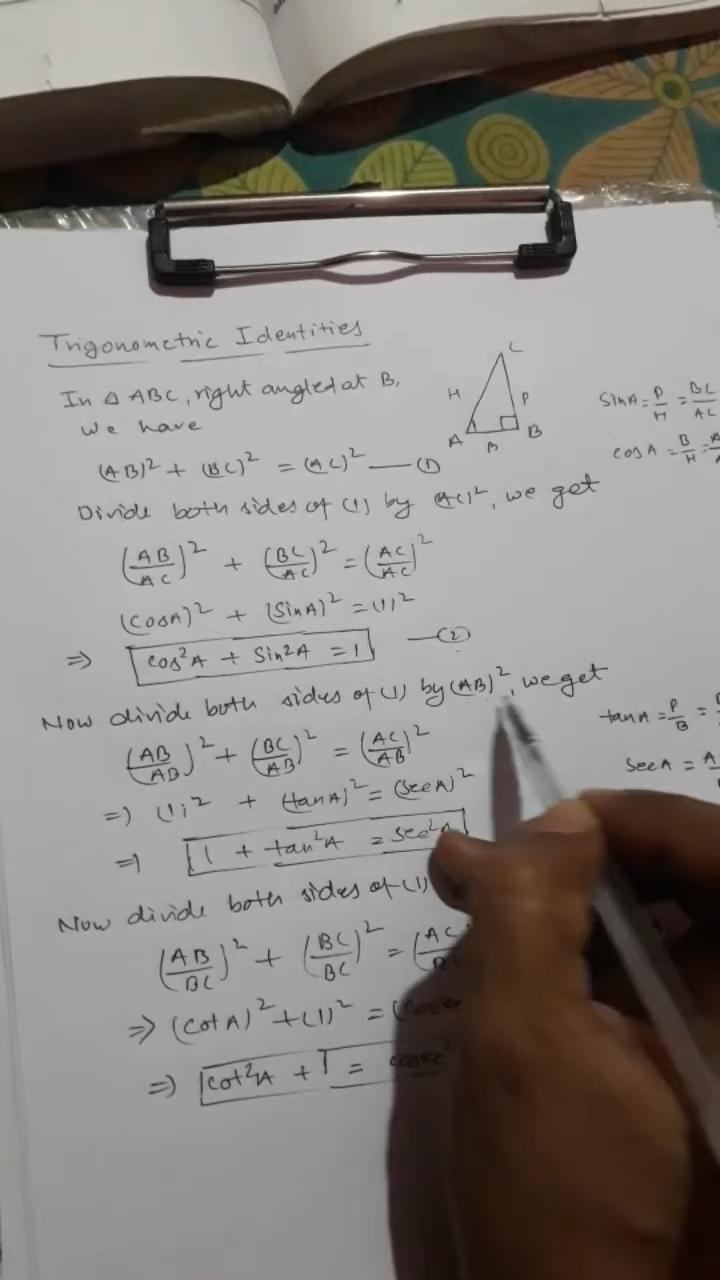 Trigonometric Identities
In △ ABC, right angled at B,
we have
(AB)² + (BC)² = (AC)² — (1)
Divide both sides of (1) by (AC)², we get
(AB/AC)² + (BC/AC)² = (AC/AC)²
(CosA)² + (SinA)² = (1)²
⇒ cos²A + Sin²A = 1 — (2)
Now divide both sides of (1) by (AB)², we get
(AB/AB)² + (BC/AB)² = (AC/AB)²
⇒ (1)² + (tanA)² = (SecA)²
⇒ 1 + tan²A = sec²A
Now divide both sides of (1)
(AB/BC)² + (BC/BC)² = (AC/BC)
⇒ (CotA)² + (1)² =
⇒ cot²A + 1 = cosec²
C
H
P
A
B
B
SinA = P/H = BC/AC
cosA = B/H =
tanA = P/B =
SecA =